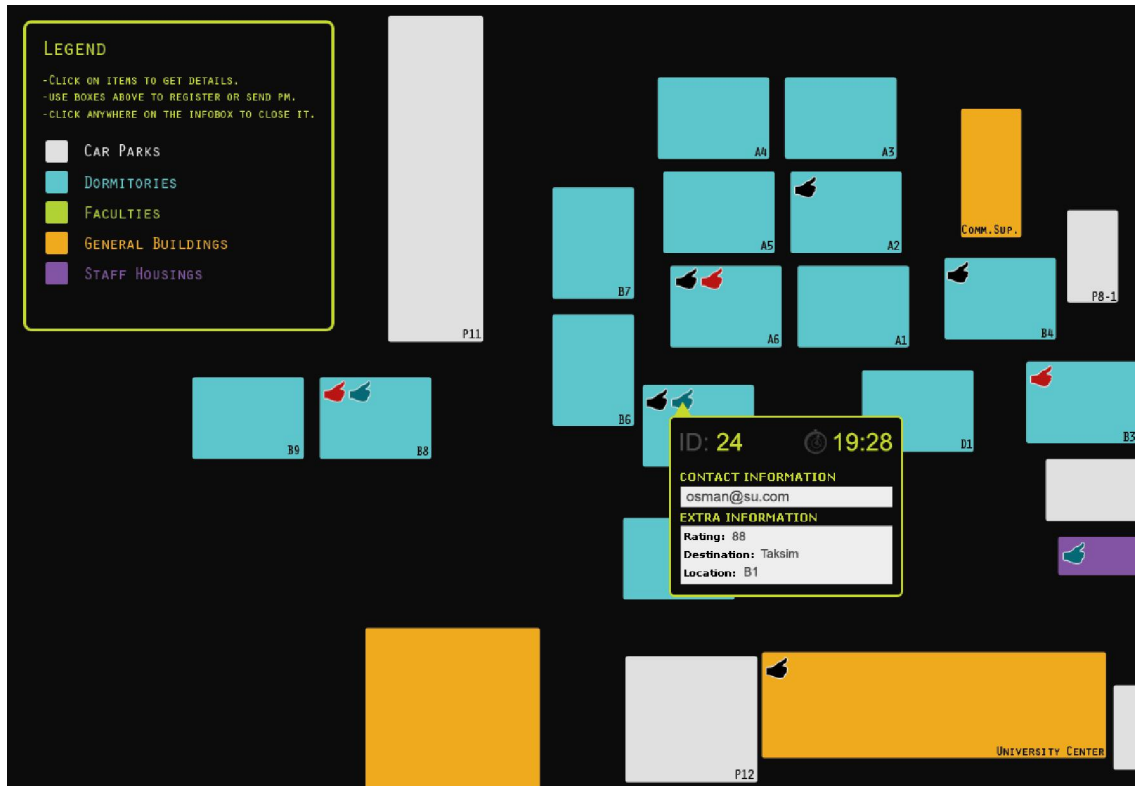 Legend
-Click on items to get details.
-use boxes above to register or send pm.
-click anywhere on the infobox to close it.
Car Parks
Dormitories
Faculties
General Buildings
Staff Housings
P11
A4
A3
A5
A2
Comm.Sup.
P8-1
B7
A6
A1
B4
B6
B9
B8
D1
B3
ID: 24 19:28
CONTACT INFORMATION
osman@su.com
EXTRA INFORMATION
Rating: 88
Destination: Taksim
Location: B1
P12
University Center